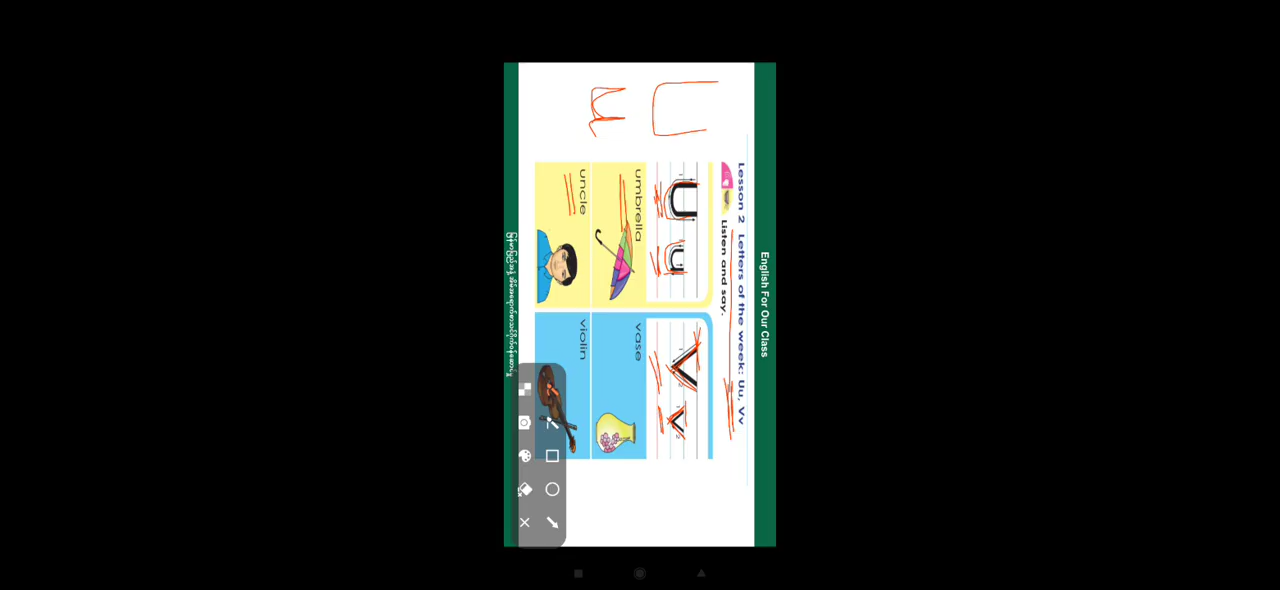 English For Our Class
Lesson 2 Letters of the week: Uu, Vv
Listen and say.
U u
V v
umbrella
vase
uncle
violin
U
u